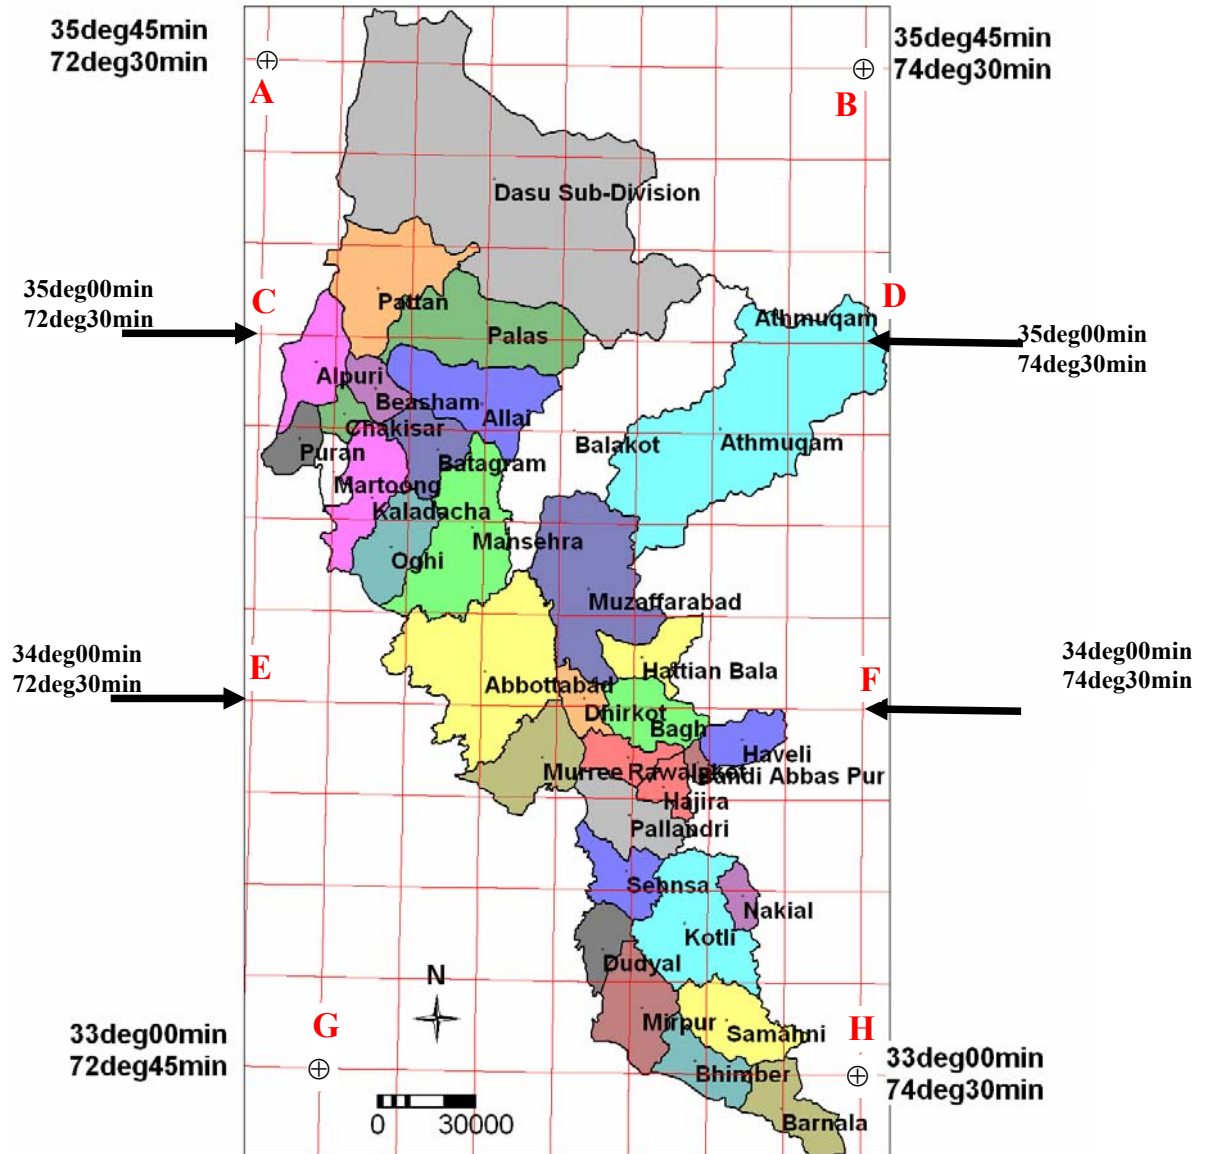 35deg45min
72deg30min
A
35deg45min
74deg30min
B
Dasu Sub-Division
35deg00min
72deg30min
C
D
Pattan
Athmuqam
Palas
35deg00min
74deg30min
Alpuri
Beasham
Allai
Chakisar
Balakot
Athmuqam
Puran
Batagram
Martoong
Kaladacha
Mansehra
Oghi
Muzaffarabad
34deg00min
72deg30min
E
Hattian Bala
34deg00min
74deg30min
F
Abbottabad
Dhirkot
Bagh
Haveli
Murree
Rawalakot
Bandi Abbas Pur
Hajira
Pallandri
Sehnsa
Nakial
Kotli
Dudyal
N
33deg00min
72deg45min
G
Mirpur
Samahni
H
33deg00min
74deg30min
Bhimber
Barnala
0 30000